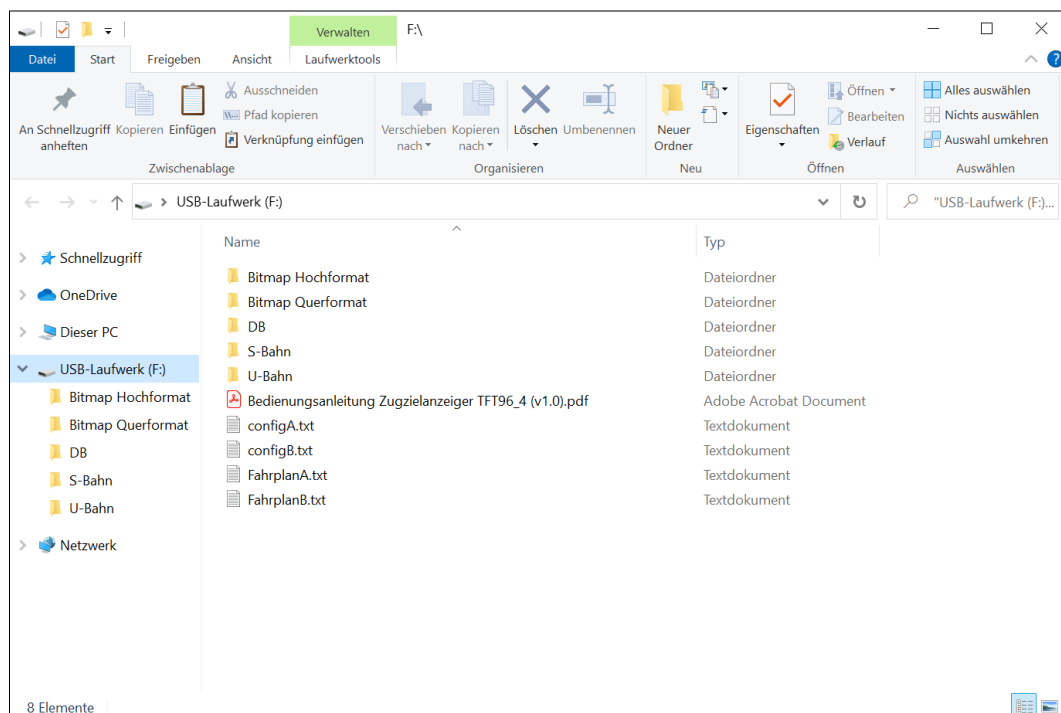 Verwalten F:\
Datei Start Freigeben Ansicht Laufwerktools
An Schnellzugriff anheften
Kopieren
Einfügen
Ausschneiden
Pfad kopieren
Verknüpfung einfügen
Zwischenablage
Verschieben nach
Kopieren nach
Löschen
Umbenennen
Organisieren
Neuer Ordner
Neu
Eigenschaften
Öffnen
Bearbeiten
Verlauf
Öffnen
Alles auswählen
Nichts auswählen
Auswahl umkehren
Auswählen
USB-Laufwerk (F:)
"USB-Laufwerk (F:)...
Schnellzugriff
OneDrive
Dieser PC
USB-Laufwerk (F:)
Bitmap Hochformat
Bitmap Querformat
DB
S-Bahn
U-Bahn
Netzwerk
Name Typ
Bitmap Hochformat Dateiordner
Bitmap Querformat Dateiordner
DB Dateiordner
S-Bahn Dateiordner
U-Bahn Dateiordner
Bedienungsanleitung Zugzielanzeiger TFT96_4 (v1.0).pdf Adobe Acrobat Document
configA.txt Textdokument
configB.txt Textdokument
FahrplanA.txt Textdokument
FahrplanB.txt Textdokument
8 Elemente